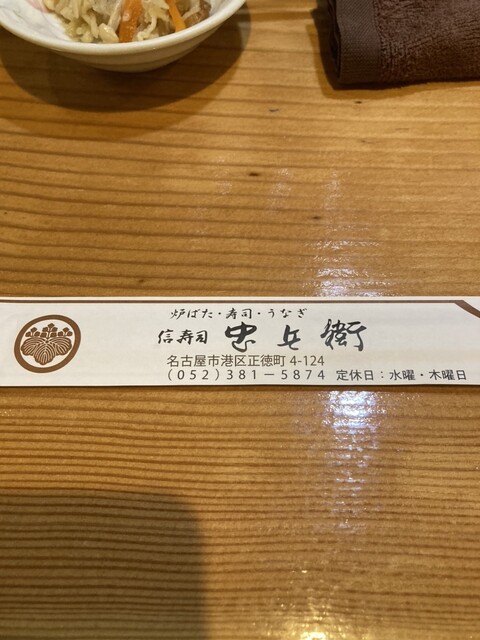 炉ばた・寿司・うなぎ
信寿司 忠兵衛
名古屋市港区正徳町4-124
(052)381-5874 定休日:水曜・木曜日